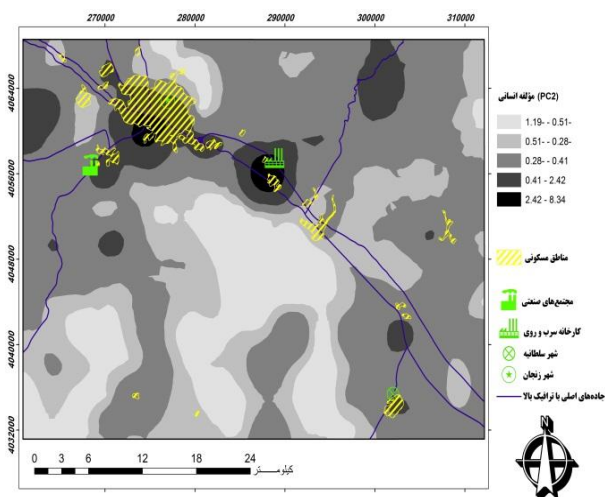 270000 280000 290000 300000 310000
4064000
4056000
4048000
4040000
4032000
مؤلفه انسانی (PC2)
1.19- - 0.51-
0.51- - 0.28-
0.28- - 0.41
0.41 - 2.42
2.42 - 8.34
مناطق مسکونی
مجتمع‌های صنعتی
کارخانه سرب و روی
شهر سلطانیه
شهر زنجان
جاده‌های اصلی با ترافیک بالا
N
0 3 6 12 18 24
کیلومتر